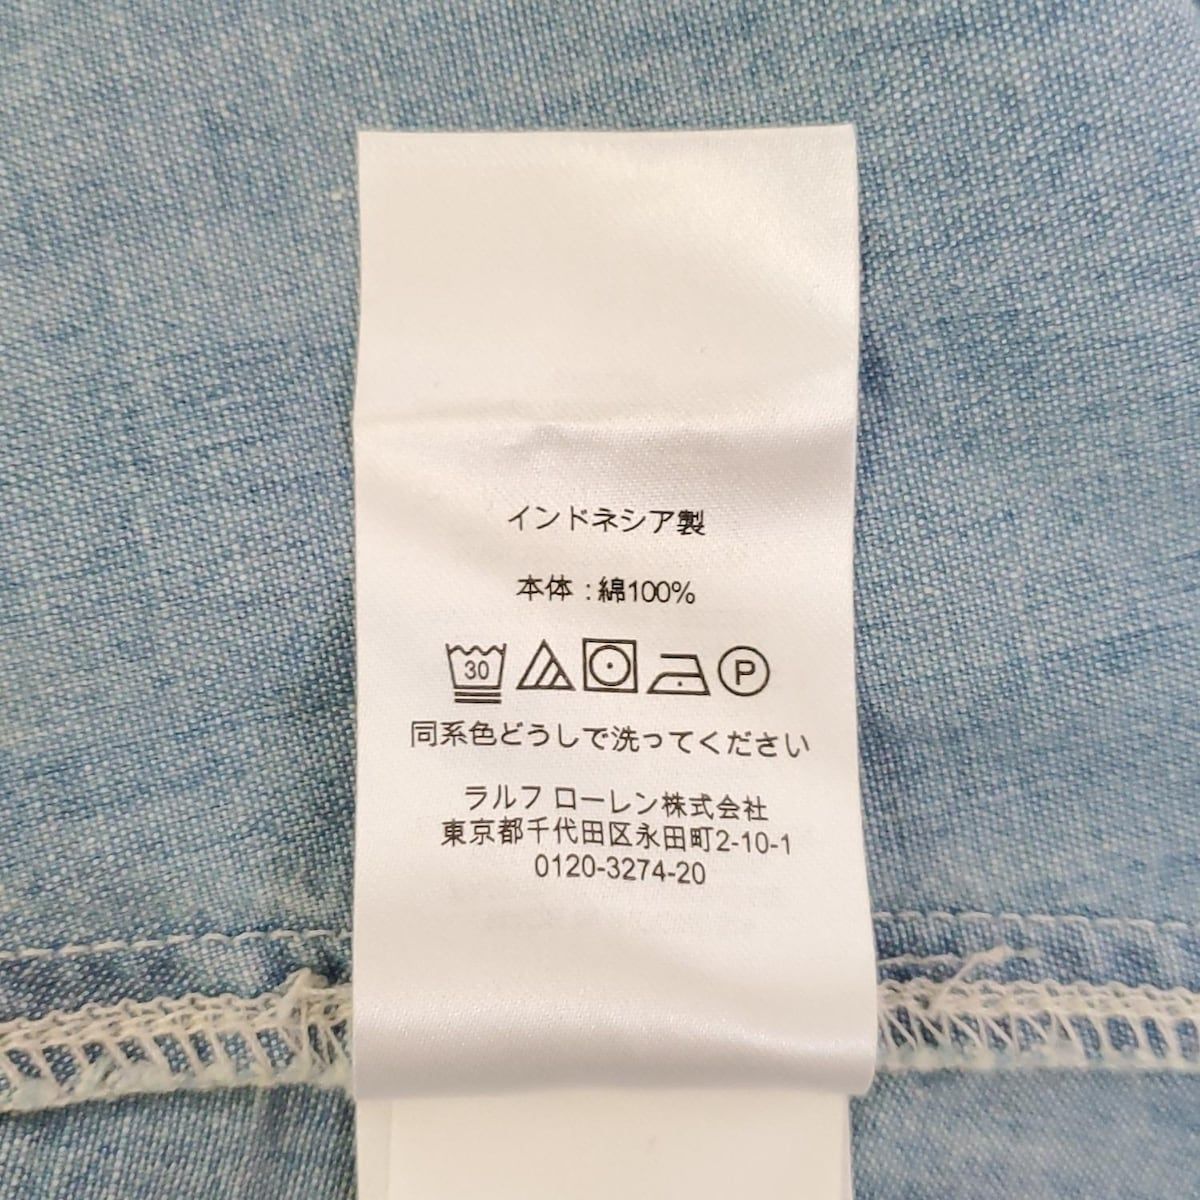 インドネシア製
本体 : 綿100%
30
P
同系色どうしで洗ってください
ラルフ ローレン株式会社
東京都千代田区永田町2-10-1
0120-3274-20